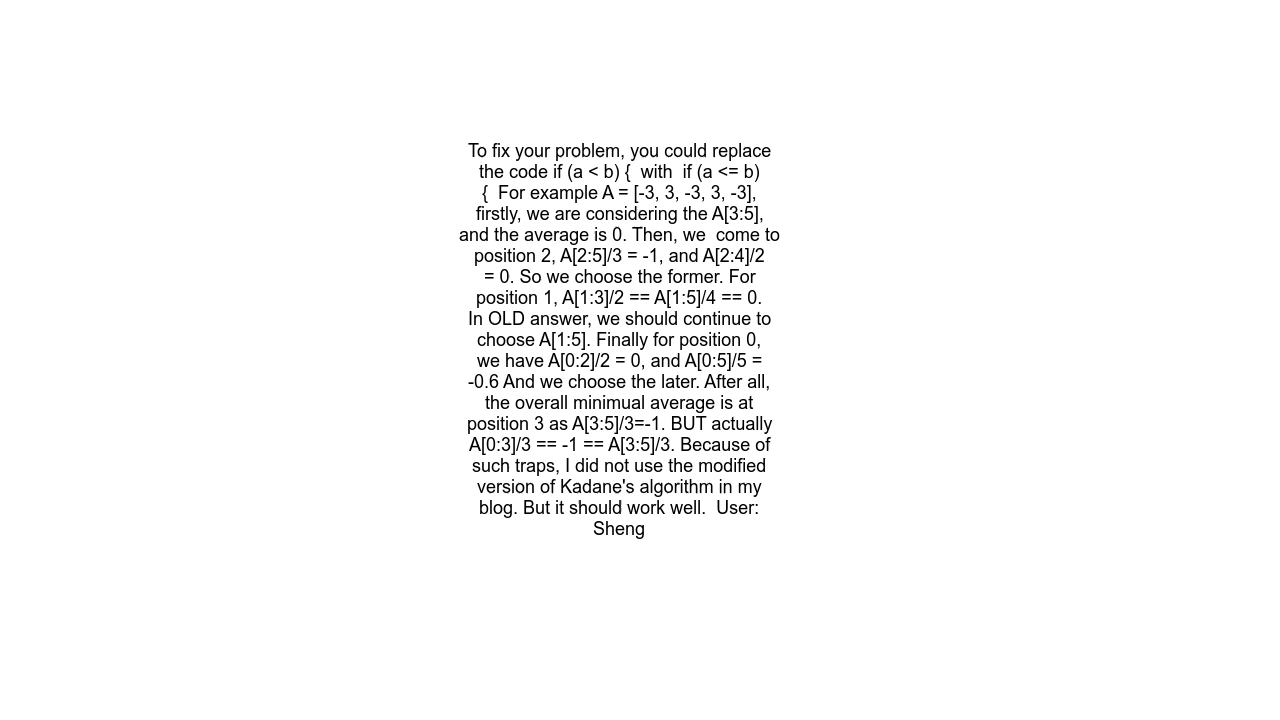 To fix your problem, you could replace
the code if (a < b) {  with  if (a <= b)
{  For example A = [-3, 3, -3, 3, -3],
firstly, we are considering the A[3:5],
and the average is 0. Then, we  come to
position 2, A[2:5]/3 = -1, and A[2:4]/2
= 0. So we choose the former. For
position 1, A[1:3]/2 == A[1:5]/4 == 0.
In OLD answer, we should continue to
choose A[1:5]. Finally for position 0,
we have A[0:2]/2 = 0, and A[0:5]/5 =
-0.6 And we choose the later. After all,
the overall minimual average is at
position 3 as A[3:5]/3=-1. BUT actually
A[0:3]/3 == -1 == A[3:5]/3. Because of
such traps, I did not use the modified
version of Kadane's algorithm in my
blog. But it should work well.  User:
Sheng